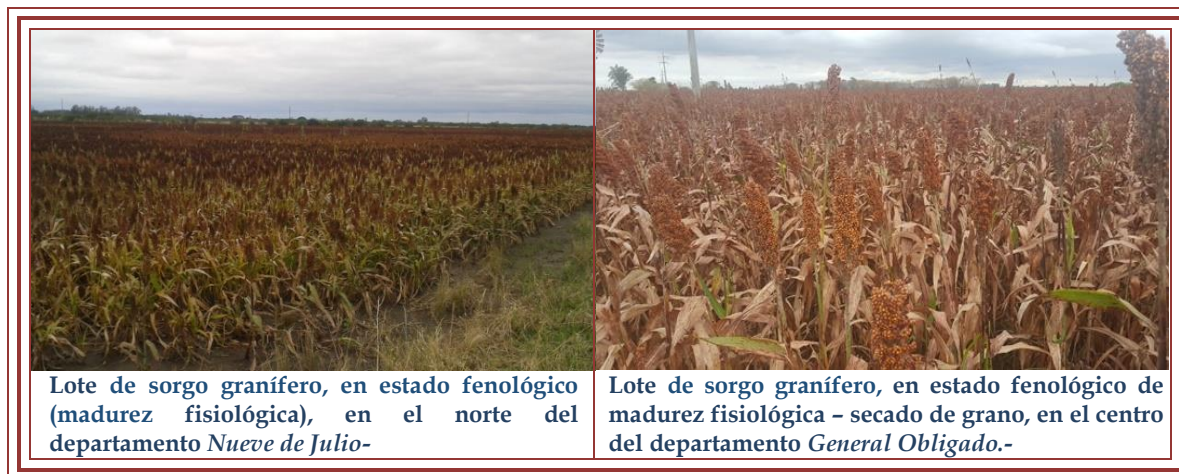 Lote de sorgo granífero, en estado fenológico
(madurez fisiológica), en el norte del
departamento Nueve de Julio-
Lote de sorgo granífero, en estado fenológico de
madurez fisiológica – secado de grano, en el centro
del departamento General Obligado.-